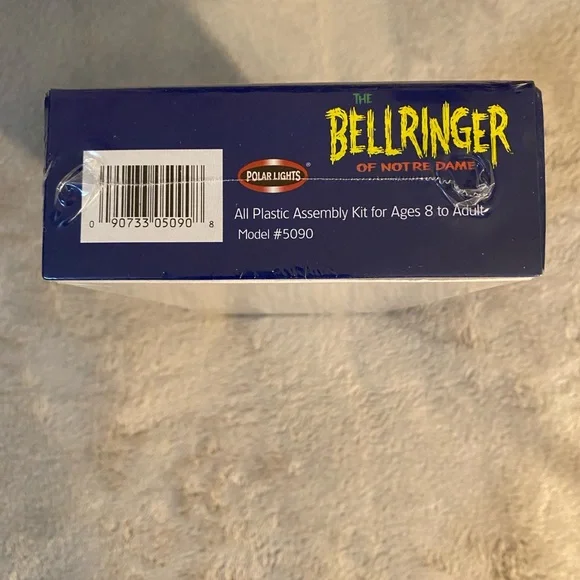 THE
BELLRINGER
OF NOTRE DAME
POLAR LIGHTS
®
All Plastic Assembly Kit for Ages 8 to Adult
Model #5090
0 90733 05090 8